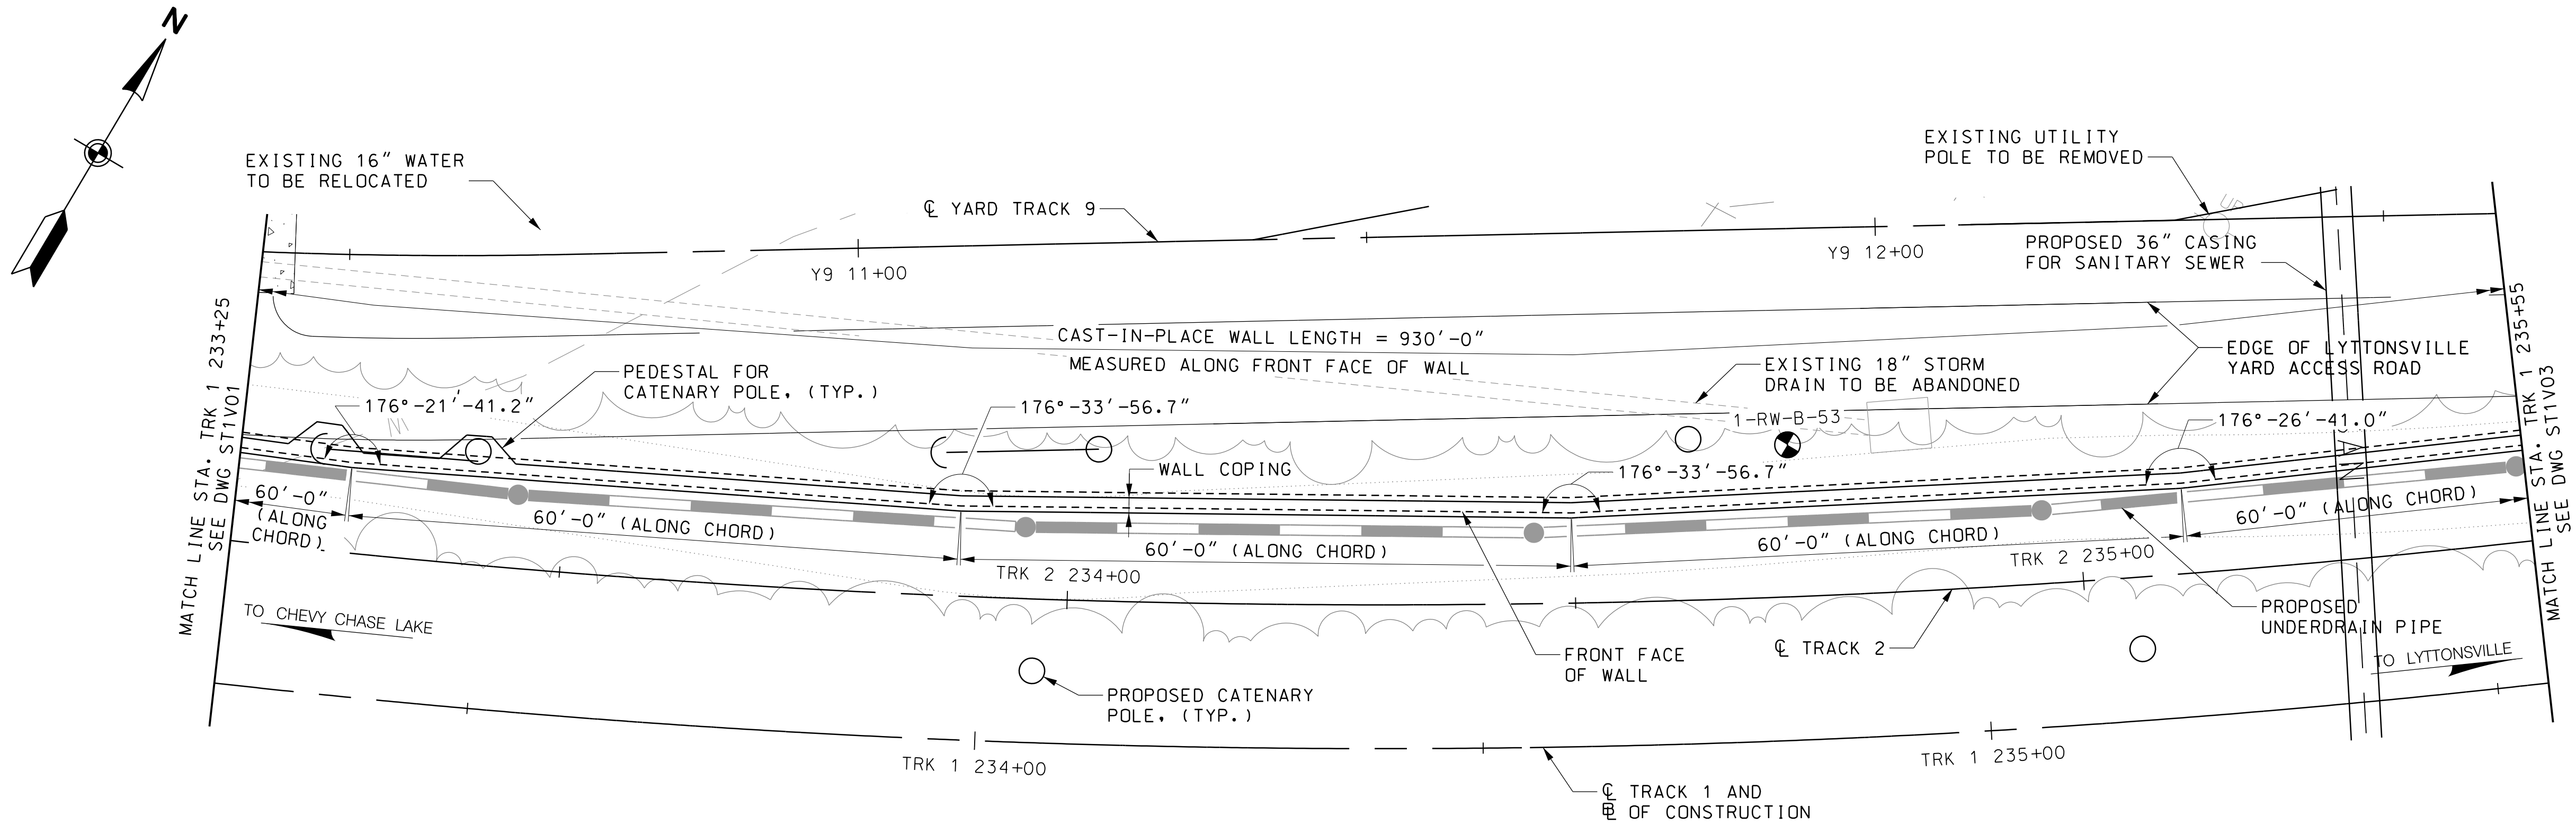 N
EXISTING 16" WATER
TO BE RELOCATED
℄ YARD TRACK 9
EXISTING UTILITY
POLE TO BE REMOVED
UP
Y9 11+00
Y9 12+00
PROPOSED 36" CASING
FOR SANITARY SEWER
CAST-IN-PLACE WALL LENGTH = 930'-0"
MEASURED ALONG FRONT FACE OF WALL
EXISTING 18" STORM
DRAIN TO BE ABANDONED
EDGE OF LYTTONSVILLE
YARD ACCESS ROAD
PEDESTAL FOR
CATENARY POLE, (TYP.)
176°-21'-41.2"
176°-33'-56.7"
1-RW-B-53
176°-26'-41.0"
MATCH LINE STA. TRK 1 233+25
SEE DWG ST1V01
MATCH LINE STA. TRK 1 235+55
SEE DWG ST1V03
WALL COPING
176°-33'-56.7"
60'-0"
(ALONG
CHORD)
60'-0" (ALONG CHORD)
60'-0" (ALONG CHORD)
60'-0" (ALONG CHORD)
60'-0" (ALONG CHORD)
TRK 2 234+00
TRK 2 235+00
TO CHEVY CHASE LAKE
PROPOSED
UNDERDRAIN PIPE
TO LYTTONSVILLE
FRONT FACE
OF WALL
℄ TRACK 2
PROPOSED CATENARY
POLE, (TYP.)
TRK 1 234+00
TRK 1 235+00
℄ TRACK 1 AND
BL OF CONSTRUCTION